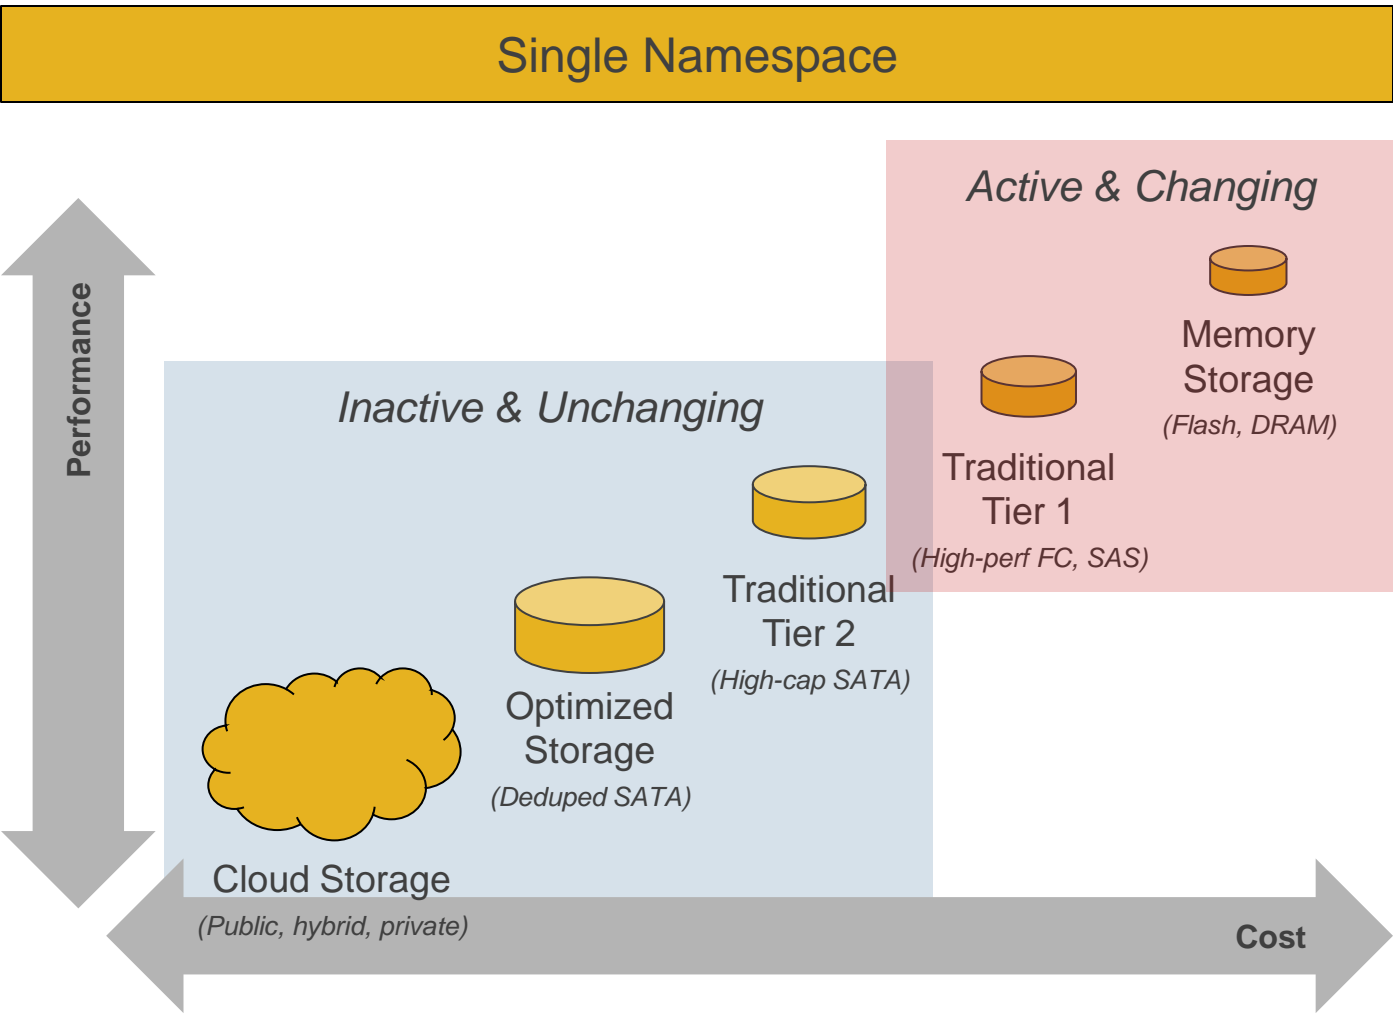 Single Namespace
Active & Changing
Performance
Memory
Storage
(Flash, DRAM)
Inactive & Unchanging
Traditional
Tier 1
(High-perf FC, SAS)
Traditional
Tier 2
(High-cap SATA)
Optimized
Storage
(Deduped SATA)
Cloud Storage
(Public, hybrid, private)
Cost